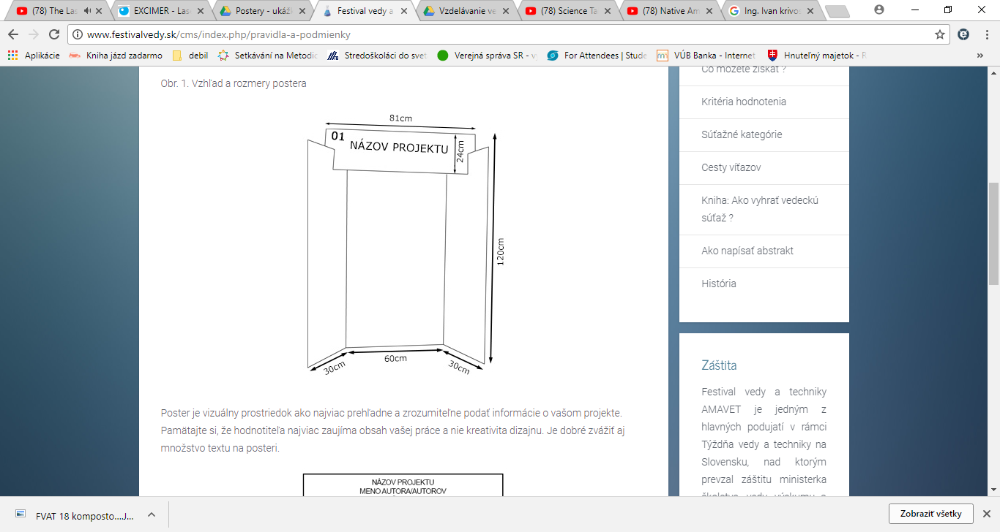 (78) The Las
EXCIMER - Las
Postery - ukáž
Festival vedy a
Vzdelávanie ve
(78) Science Ta
(78) Native Am
Ing. Ivan krivos
www.festivalvedy.sk/cms/index.php/pravidla-a-podmienky
Aplikácie
Kniha jázd zadarmo
debil
Setkávání na Metodic
Stredoškoláci do svet
Verejná správa SR - v
For Attendees | Stude
VÚB Banka - Internet
Hnuteľný majetok - R
»
Obr. 1. Vzhľad a rozmery postera
81cm
01
NÁZOV PROJEKTU
24cm
120cm
30cm
60cm
30cm
Poster je vizuálny prostriedok ako najviac prehľadne a zrozumiteľne podať informácie o vašom projekte.
Pamätajte si, že hodnotiteľa najviac zaujíma obsah vašej práce a nie kreativita dizajnu. Je dobré zvážiť aj
množstvo textu na posteri.
NÁZOV PROJEKTU
MENO AUTORA/AUTOROV
Čo môžete získať ?
Kritéria hodnotenia
Súťažné kategórie
Cesty víťazov
Kniha: Ako vyhrať vedeckú
súťaž ?
Ako napísať abstrakt
História
Záštita
Festival vedy a techniky
AMAVET je jedným z
hlavných podujatí v rámci
Týždňa vedy a techniky na
Slovensku, nad ktorým
prevzal záštitu ministerka
školstva, vedy, výskumu a
FVAT 18 komposto....J...
Zobraziť všetky